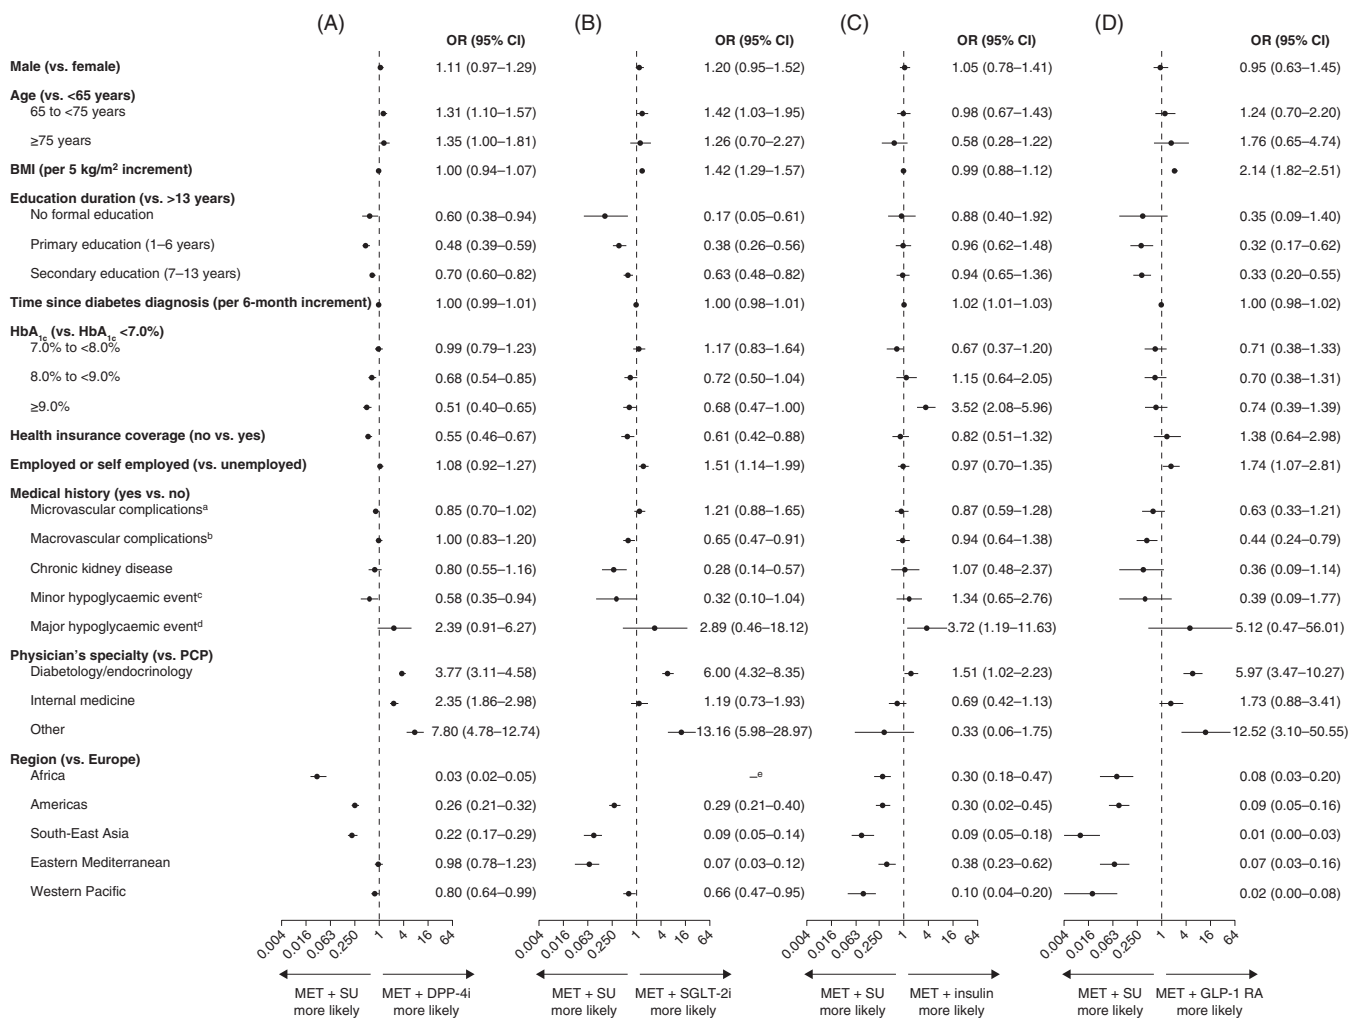 (A) (B) (C) (D)
OR (95% CI) OR (95% CI) OR (95% CI) OR (95% CI)
Male (vs. female) 1.11 (0.97–1.29) 1.20 (0.95–1.52) 1.05 (0.78–1.41) 0.95 (0.63–1.45)
Age (vs. <65 years)
65 to <75 years 1.31 (1.10–1.57) 1.42 (1.03–1.95) 0.98 (0.67–1.43) 1.24 (0.70–2.20)
≥75 years 1.35 (1.00–1.81) 1.26 (0.70–2.27) 0.58 (0.28–1.22) 1.76 (0.65–4.74)
BMI (per 5 kg/m² increment) 1.00 (0.94–1.07) 1.42 (1.29–1.57) 0.99 (0.88–1.12) 2.14 (1.82–2.51)
Education duration (vs. >13 years)
No formal education 0.60 (0.38–0.94) 0.17 (0.05–0.61) 0.88 (0.40–1.92) 0.35 (0.09–1.40)
Primary education (1–6 years) 0.48 (0.39–0.59) 0.38 (0.26–0.56) 0.96 (0.62–1.48) 0.32 (0.17–0.62)
Secondary education (7–13 years) 0.70 (0.60–0.82) 0.63 (0.48–0.82) 0.94 (0.65–1.36) 0.33 (0.20–0.55)
Time since diabetes diagnosis (per 6-month increment) 1.00 (0.99–1.01) 1.00 (0.98–1.01) 1.02 (1.01–1.03) 1.00 (0.98–1.02)
HbA1c (vs. HbA1c <7.0%)
7.0% to <8.0% 0.99 (0.79–1.23) 1.17 (0.83–1.64) 0.67 (0.37–1.20) 0.71 (0.38–1.33)
8.0% to <9.0% 0.68 (0.54–0.85) 0.72 (0.50–1.04) 1.15 (0.64–2.05) 0.70 (0.38–1.31)
≥9.0% 0.51 (0.40–0.65) 0.68 (0.47–1.00) 3.52 (2.08–5.96) 0.74 (0.39–1.39)
Health insurance coverage (no vs. yes) 0.55 (0.46–0.67) 0.61 (0.42–0.88) 0.82 (0.51–1.32) 1.38 (0.64–2.98)
Employed or self employed (vs. unemployed) 1.08 (0.92–1.27) 1.51 (1.14–1.99) 0.97 (0.70–1.35) 1.74 (1.07–2.81)
Medical history (yes vs. no)
Microvascular complicationsᵃ 0.85 (0.70–1.02) 1.21 (0.88–1.65) 0.87 (0.59–1.28) 0.63 (0.33–1.21)
Macrovascular complicationsᵇ 1.00 (0.83–1.20) 0.65 (0.47–0.91) 0.94 (0.64–1.38) 0.44 (0.24–0.79)
Chronic kidney disease 0.80 (0.55–1.16) 0.28 (0.14–0.57) 1.07 (0.48–2.37) 0.36 (0.09–1.14)
Minor hypoglycaemic eventᶜ 0.58 (0.35–0.94) 0.32 (0.10–1.04) 1.34 (0.65–2.76) 0.39 (0.09–1.77)
Major hypoglycaemic eventᵈ 2.39 (0.91–6.27) 2.89 (0.46–18.12) 3.72 (1.19–11.63) 5.12 (0.47–56.01)
Physician's specialty (vs. PCP)
Diabetology/endocrinology 3.77 (3.11–4.58) 6.00 (4.32–8.35) 1.51 (1.02–2.23) 5.97 (3.47–10.27)
Internal medicine 2.35 (1.86–2.98) 1.19 (0.73–1.93) 0.69 (0.42–1.13) 1.73 (0.88–3.41)
Other 7.80 (4.78–12.74) 13.16 (5.98–28.97) 0.33 (0.06–1.75) 12.52 (3.10–50.55)
Region (vs. Europe)
Africa 0.03 (0.02–0.05) –ᵉ 0.30 (0.18–0.47) 0.08 (0.03–0.20)
Americas 0.26 (0.21–0.32) 0.29 (0.21–0.40) 0.30 (0.02–0.45) 0.09 (0.05–0.16)
South-East Asia 0.22 (0.17–0.29) 0.09 (0.05–0.14) 0.09 (0.05–0.18) 0.01 (0.00–0.03)
Eastern Mediterranean 0.98 (0.78–1.23) 0.07 (0.03–0.12) 0.38 (0.23–0.62) 0.07 (0.03–0.16)
Western Pacific 0.80 (0.64–0.99) 0.66 (0.47–0.95) 0.10 (0.04–0.20) 0.02 (0.00–0.08)
0.004 0.016 0.063 0.250 1 4 16 64 0.004 0.016 0.063 0.250 1 4 16 64 0.004 0.016 0.063 0.250 1 4 16 64 0.004 0.016 0.063 0.250 1 4 16 64
MET + SU MET + DPP-4i MET + SU MET + SGLT-2i MET + SU MET + insulin MET + SU MET + GLP-1 RA
more likely more likely more likely more likely more likely more likely more likely more likely